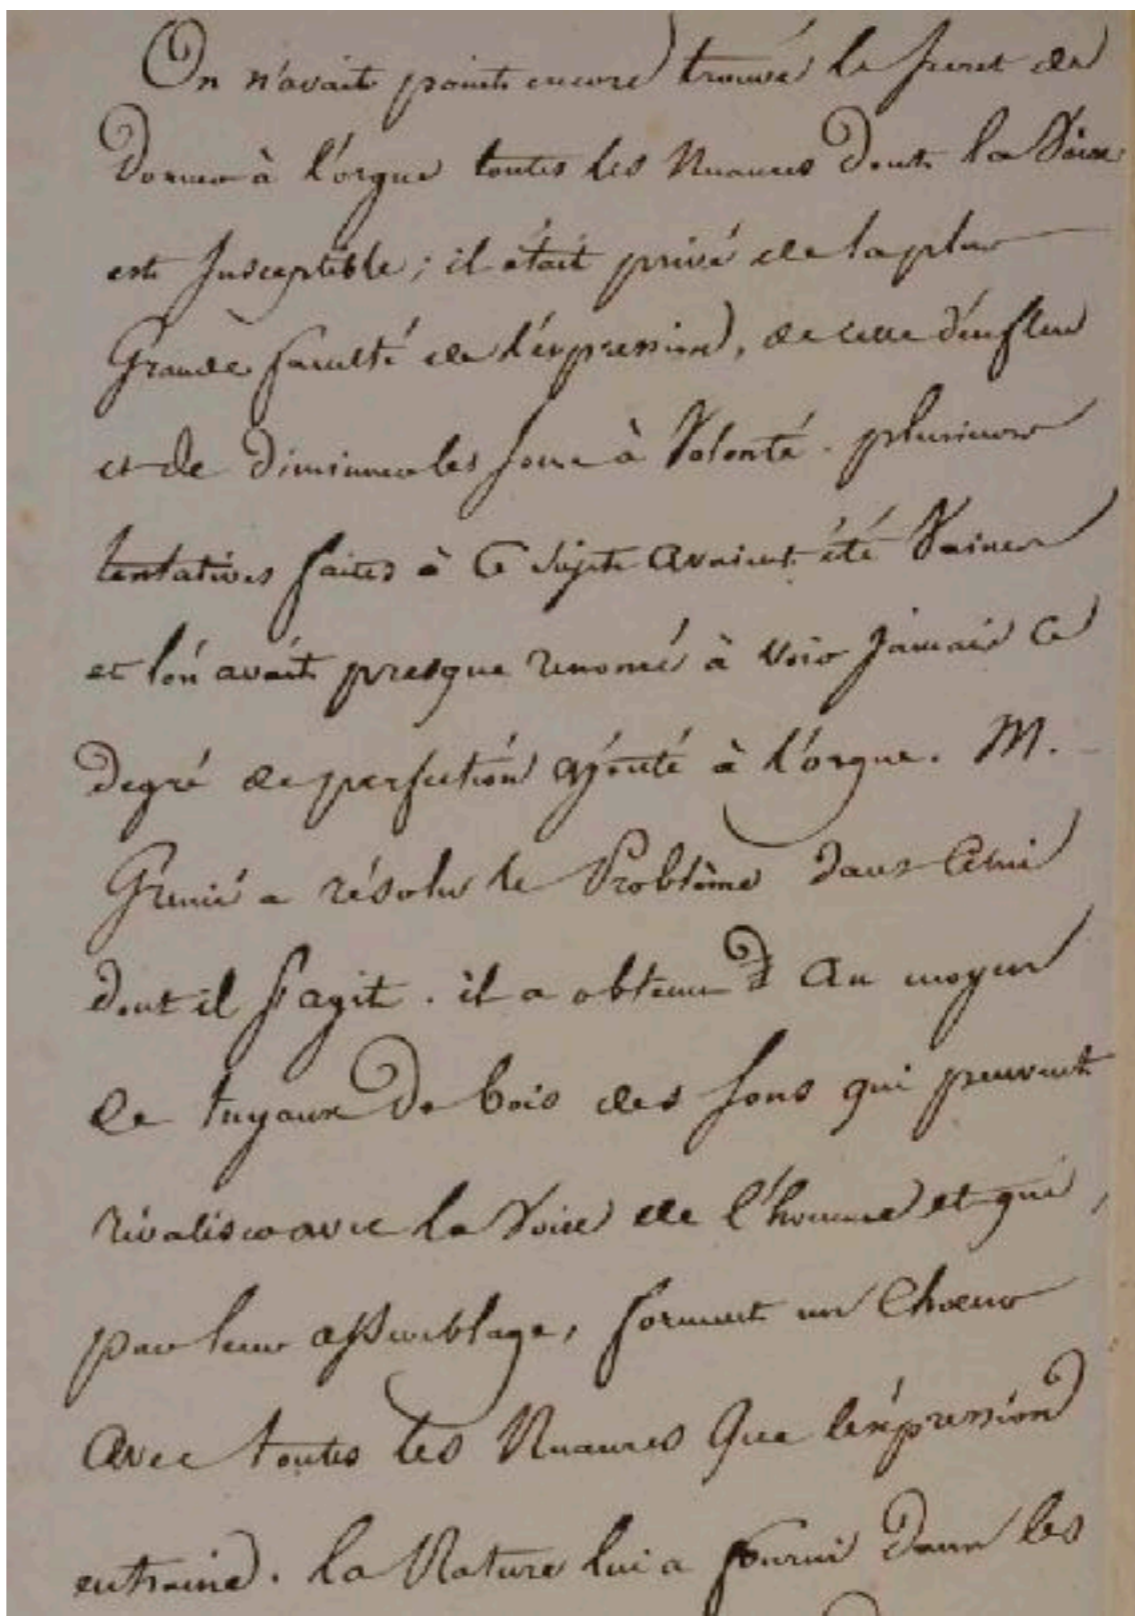 On n'avait point encore trouvé le secret de
donner à l'orgue toutes les Nuances dont la Voix
est susceptible ; il était privé de la plus
Grande faculté de l'expression, de celle d'enfler
et de diminuer les sons à Volonté. plusieurs
tentatives faites à Ce sujet avaient été Vaines
et l'on avait presque renoncé à voir jamais Ce
degré de perfection ajouté à l'orgue. M.
Grenié a résolu le Problême dans Celui
dont il s'agit. il a obtenu au moyen
de tuyaux de bois des sons qui peuvent
rivaliser avec la Voix de l'homme et qui,
par leur assemblage, forment un Chœur
avec toutes les Nuances que l'expression
entraine. la Nature lui a fourni dans les